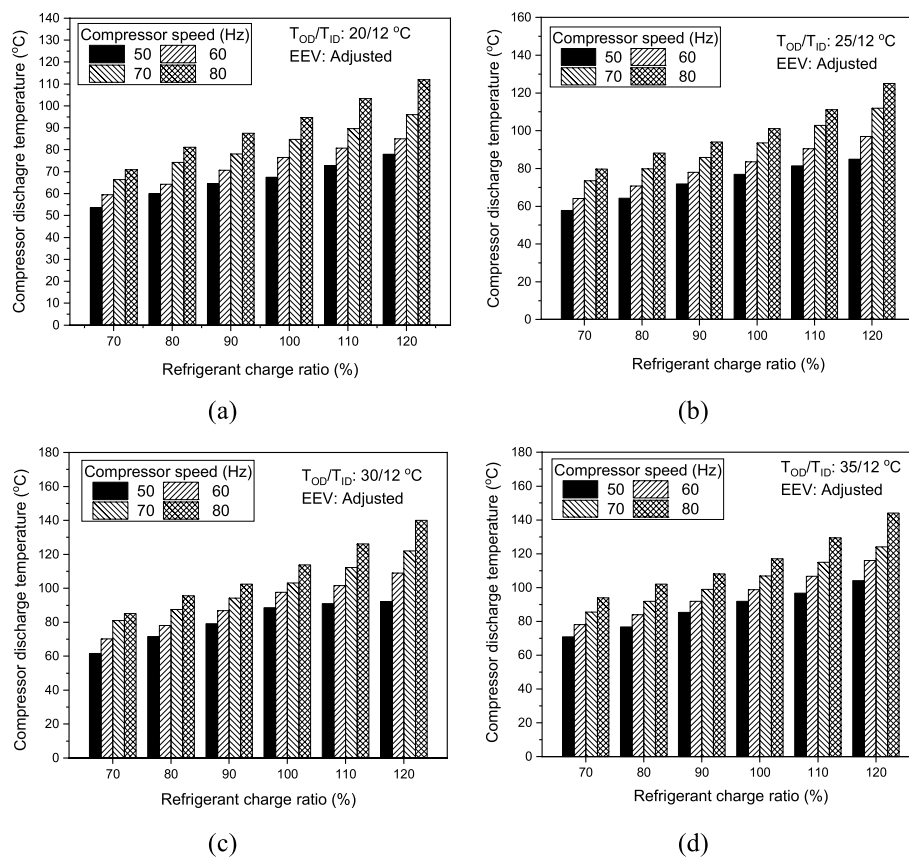 Compressor dischagre temperature (°C)
140
130
120
110
100
90
80
70
60
50
40
30
20
10
0
Compressor speed (Hz)
50 60
70 80
T_OD/T_ID: 20/12 °C
EEV: Adjusted
70 80 90 100 110 120
Refrigerant charge ratio (%)
(a)
Compressor discharge temperature (°C)
160
140
120
100
80
60
40
20
0
Compressor speed (Hz)
50 60
70 80
T_OD/T_ID: 25/12 °C
EEV: Adjusted
70 80 90 100 110 120
Refrigerant charge ratio (%)
(b)
Compressor discharge temperature (°C)
180
160
140
120
100
80
60
40
20
0
Compressor speed (Hz)
50 60
70 80
T_OD/T_ID: 30/12 °C
EEV: Adjusted
70 80 90 100 110 120
Refrigerant charge ratio (%)
(c)
Compressor discharge temperature (°C)
180
160
140
120
100
80
60
40
20
0
Compressor speed (Hz)
50 60
70 80
T_OD/T_ID: 35/12 °C
EEV: Adjusted
70 80 90 100 110 120
Refrigerant charge ratio (%)
(d)